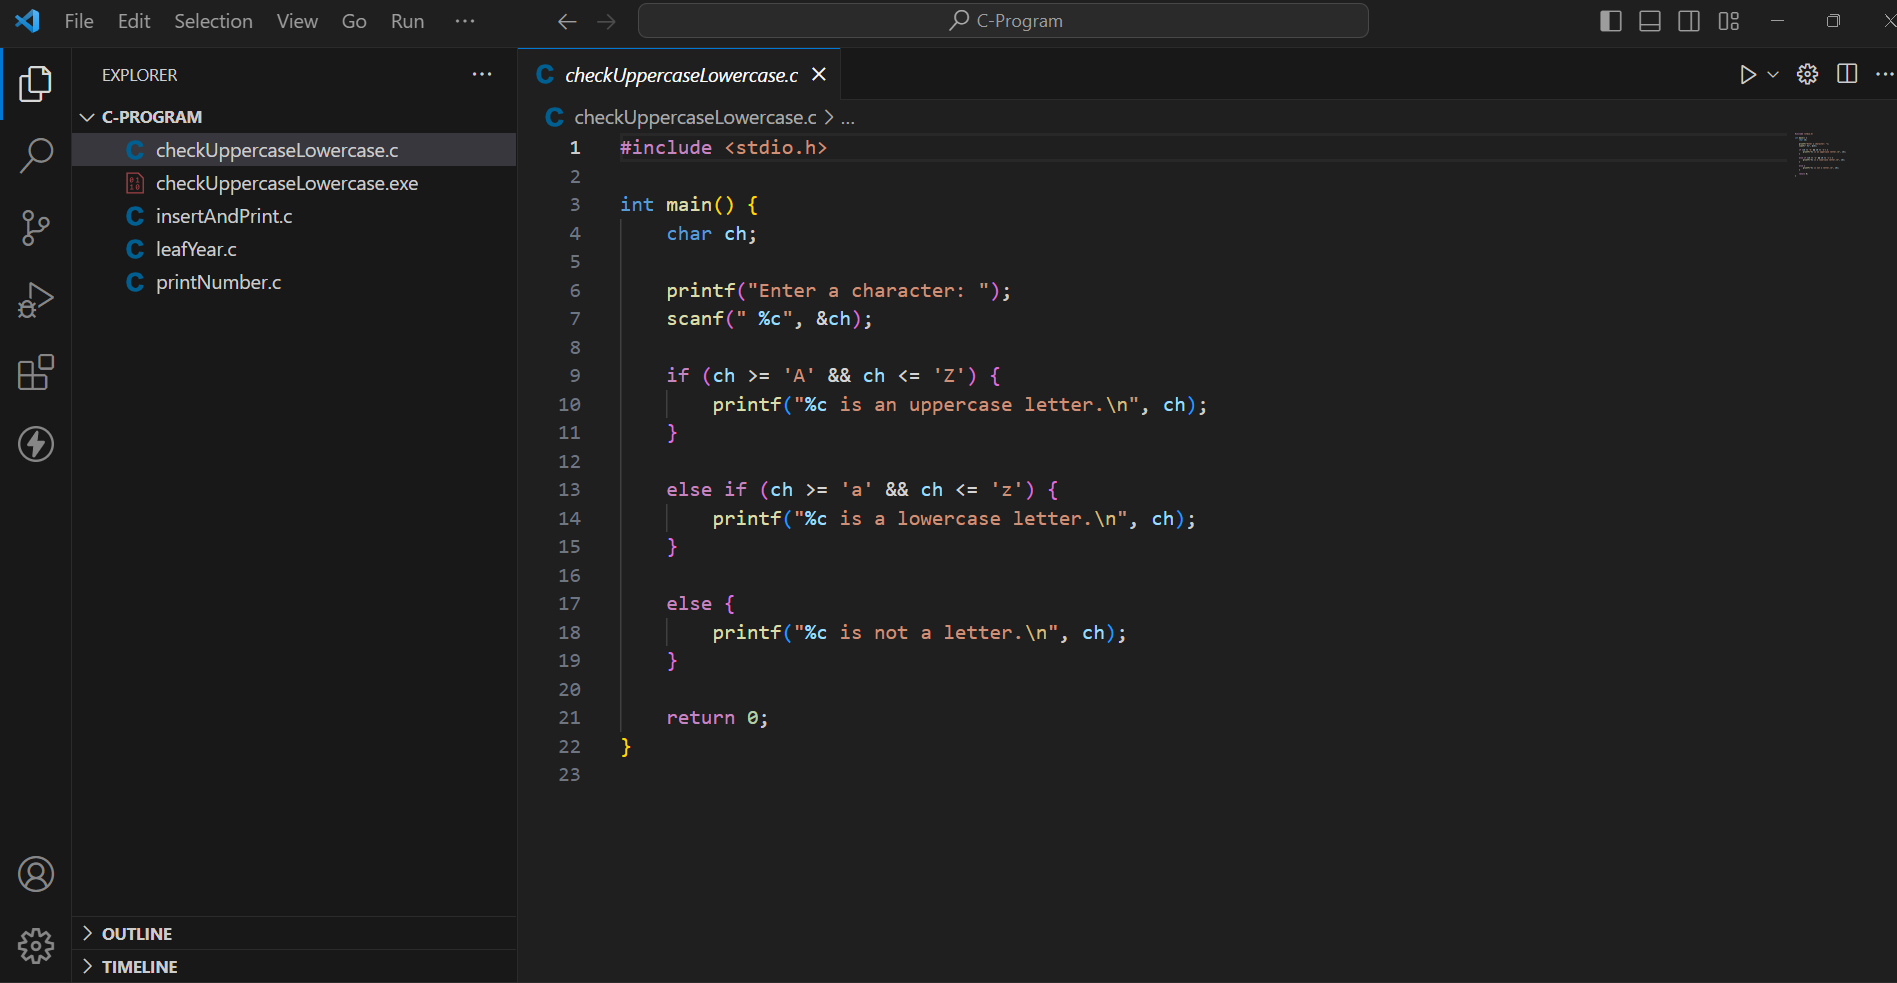 File Edit Selection View Go Run ···
C-Program
EXPLORER ···
C-PROGRAM
checkUppercaseLowercase.c
checkUppercaseLowercase.exe
insertAndPrint.c
leafYear.c
printNumber.c
OUTLINE
TIMELINE
checkUppercaseLowercase.c
checkUppercaseLowercase.c > ...
1 #include <stdio.h>
2
3 int main() {
4     char ch;
5
6     printf("Enter a character: ");
7     scanf(" %c", &ch);
8
9     if (ch >= 'A' && ch <= 'Z') {
10         printf("%c is an uppercase letter.\n", ch);
11     }
12
13     else if (ch >= 'a' && ch <= 'z') {
14         printf("%c is a lowercase letter.\n", ch);
15     }
16
17     else {
18         printf("%c is not a letter.\n", ch);
19     }
20
21     return 0;
22 }
23